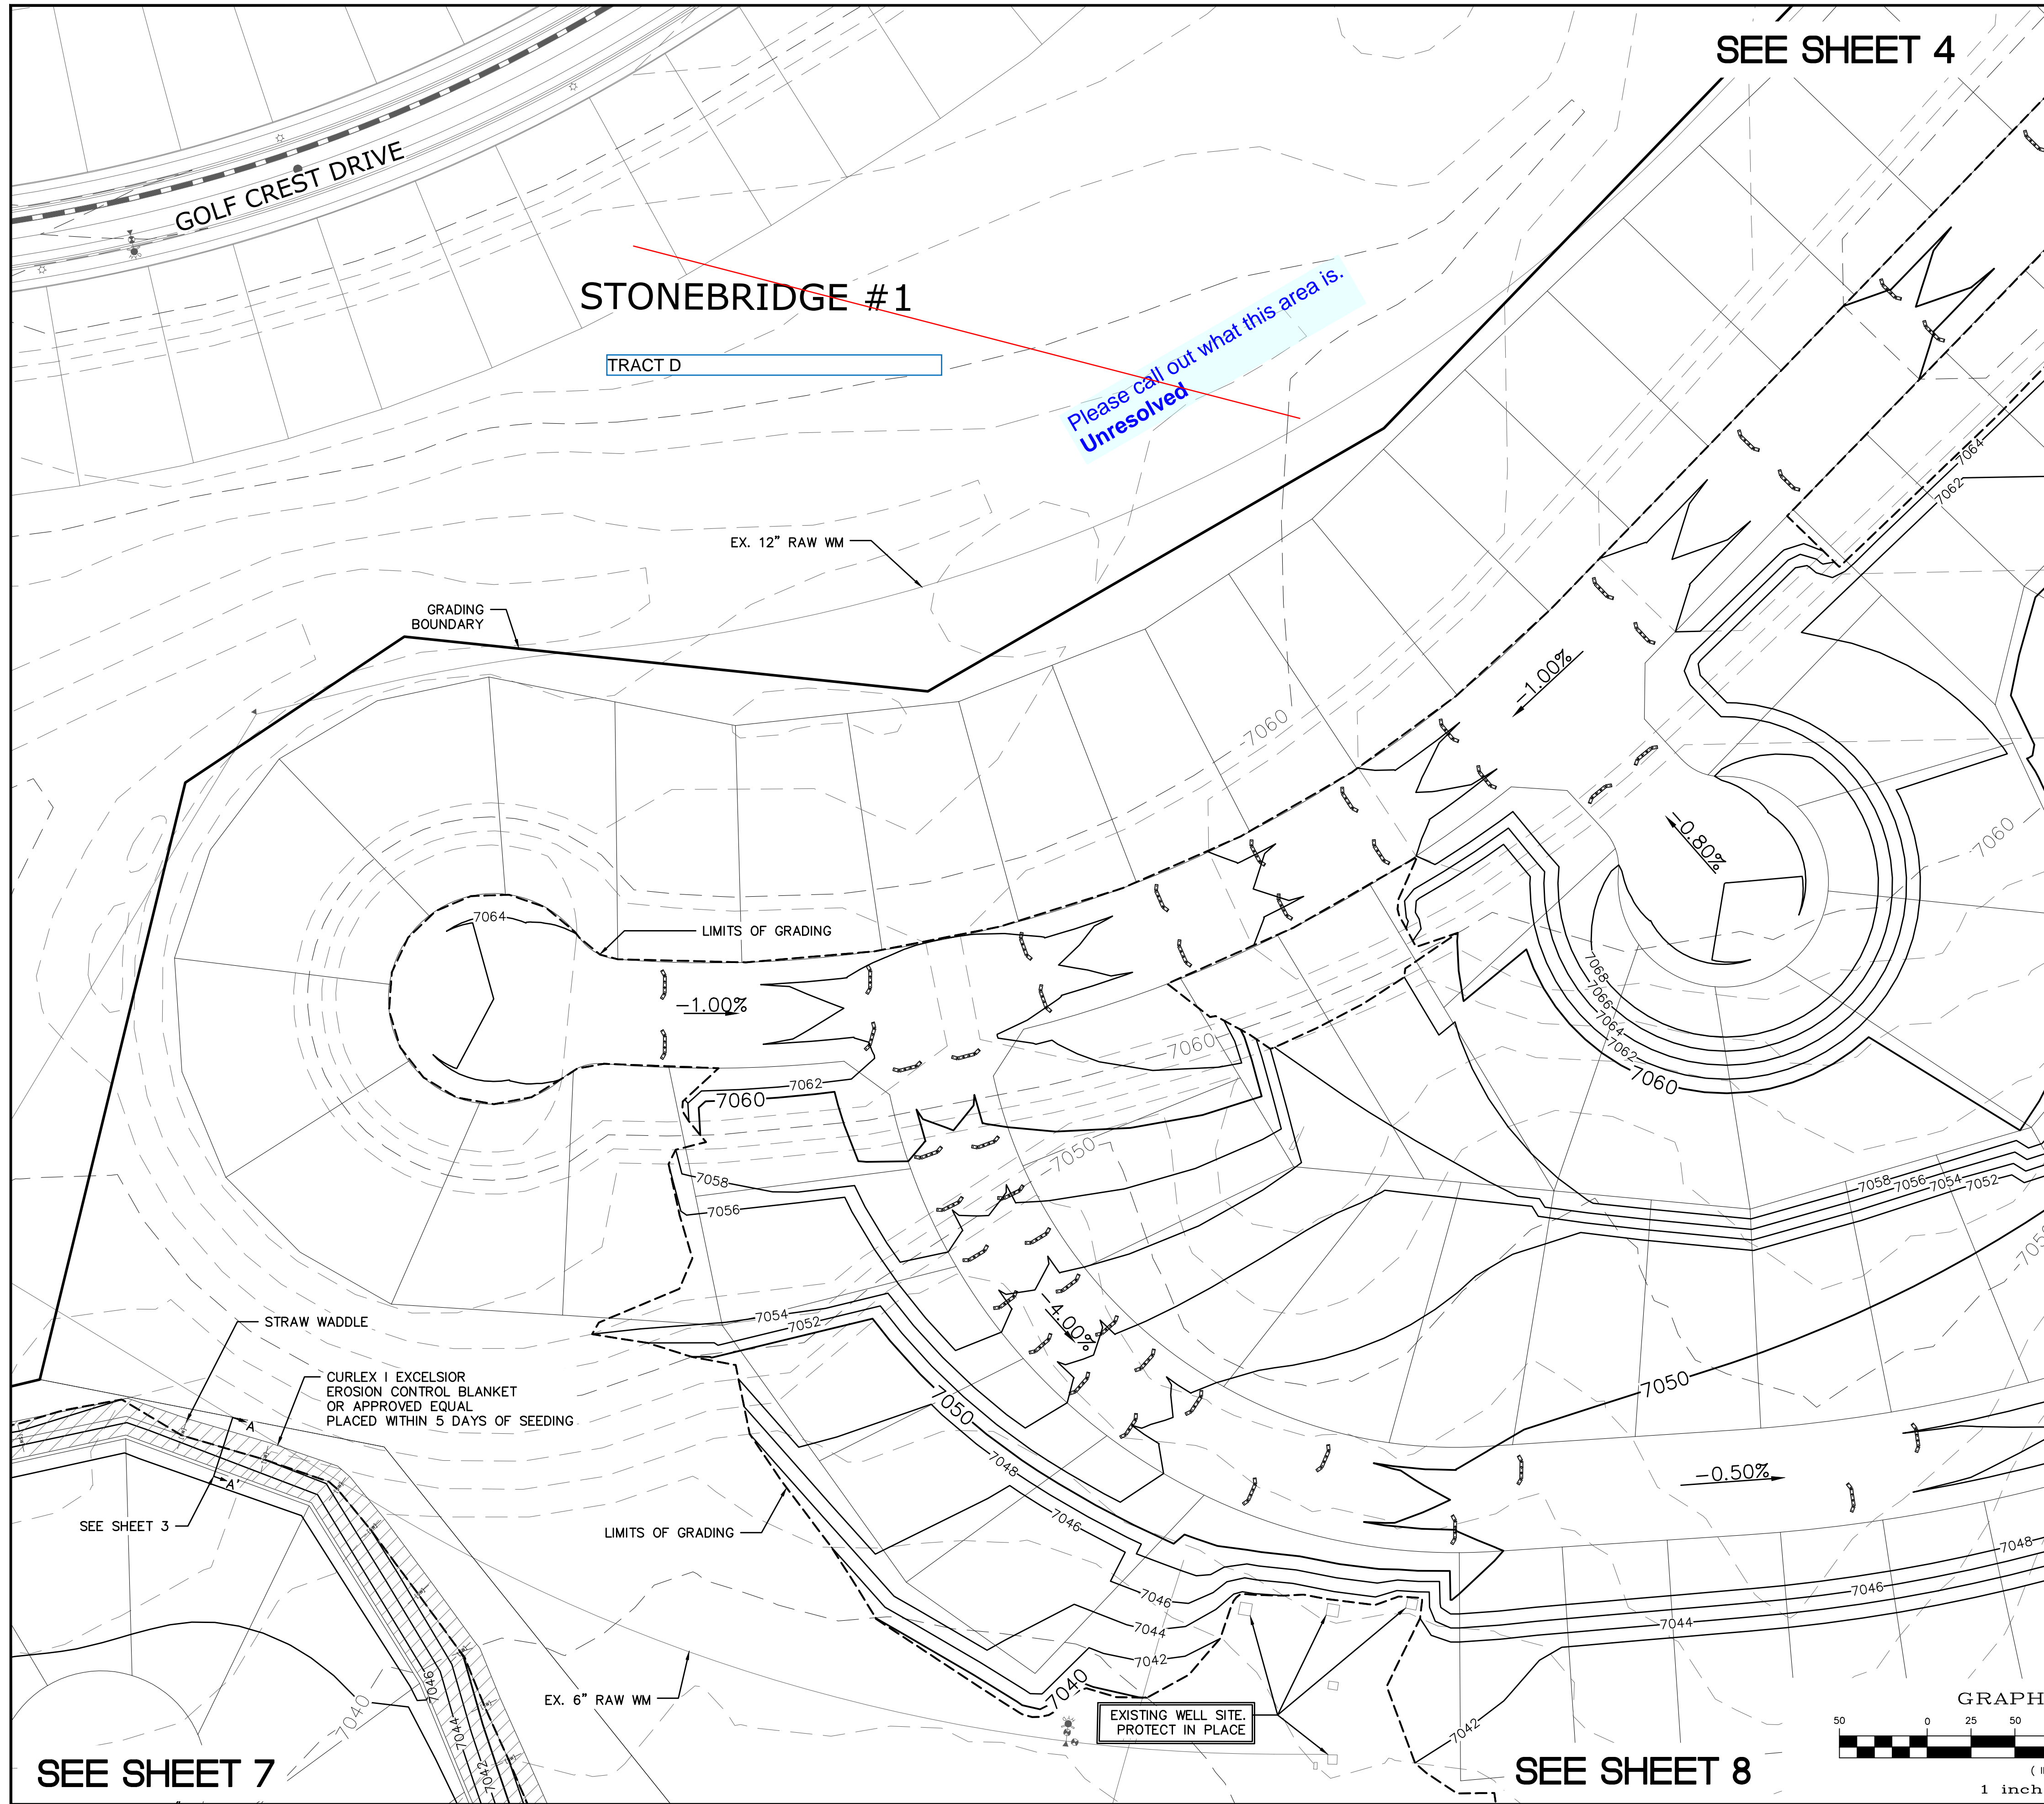 SEE SHEET 4
GOLF CREST DRIVE
STONEBRIDGE #1
TRACT D
Please call out what this area is.
Unresolved
7064
7062
EX. 12" RAW WM
GRADING
BOUNDARY
-1.00%
7060
-0.80%
7060
7064
LIMITS OF GRADING
-1.00%
7068
7066
7064
7062
7060
7060
7062
7060
7050
7058
7056
7058
7056
7054
7052
7054
7052
-4.00%
STRAW WADDLE
CURLEX I EXCELSIOR
EROSION CONTROL BLANKET
OR APPROVED EQUAL
PLACED WITHIN 5 DAYS OF SEEDING
7050
7050
A
A'
7048
-0.50%
SEE SHEET 3
LIMITS OF GRADING
7046
7048
7046
7046
7044
7044
7042
7040
7046
7044
7042
7040
EX. 6" RAW WM
EXISTING WELL SITE.
PROTECT IN PLACE
7042
GRAPH
50 0 25 50
1 inch
SEE SHEET 7
SEE SHEET 8